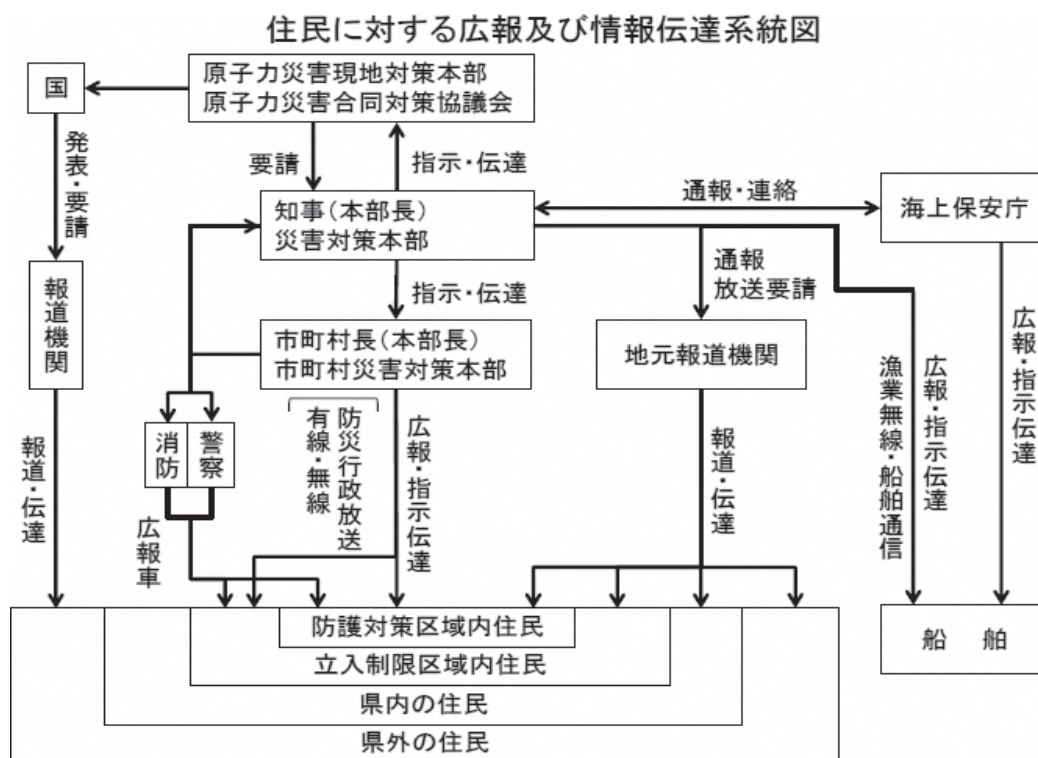 住民に対する広報及び情報伝達系統図
国
原子力災害現地対策本部
原子力災害合同対策協議会
発表・要請
要請
指示・伝達
通報・連絡
海上保安庁
知事(本部長)
災害対策本部
報道機関
指示・伝達
通報
放送要請
市町村長(本部長)
市町村災害対策本部
地元報道機関
広報・指示伝達
漁業無線・船舶通信
広報・指示伝達
消防
警察
防災行政放送
有線・無線
広報・指示伝達
報道・伝達
報道・伝達
広報車
防護対策区域内住民
立入制限区域内住民
県内の住民
県外の住民
船 舶